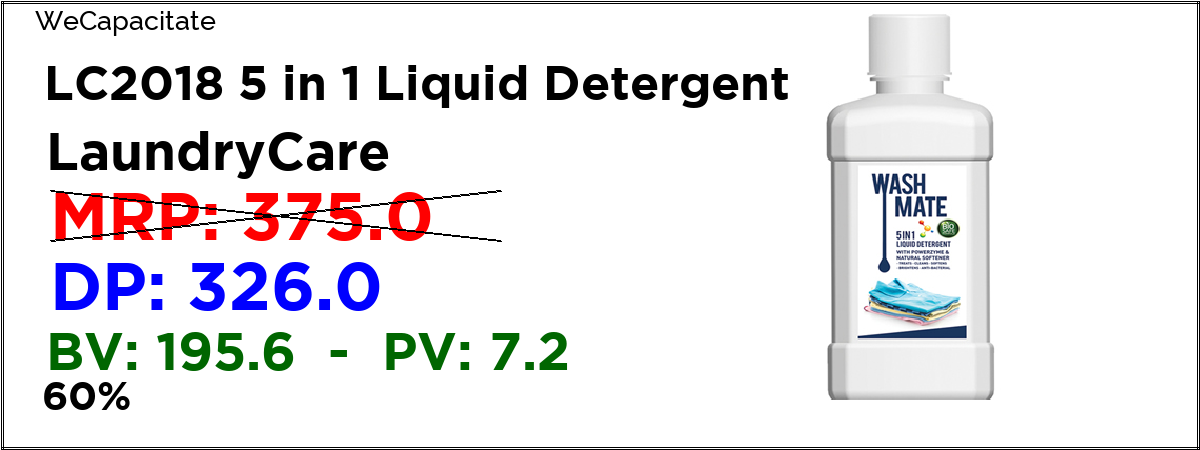 WeCapacitate
LC2018 5 in 1 Liquid Detergent
LaundryCare
MRP: 375.0
DP: 326.0
BV: 195.6 - PV: 7.2
60%
WASH
MATE
BIO
5 IN 1
LIQUID DETERGENT
WITH POWERZYME &
NATURAL SOFTEINER
•TREATS •CLEANS •SOFTENS
•BRIGHTENS •ANTI-BACTERIAL